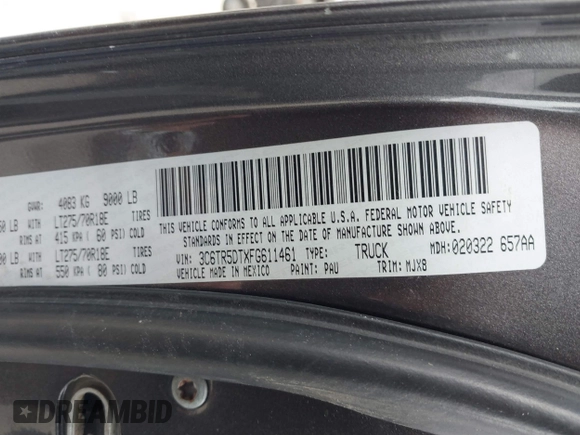 GVWR: 4083 KG 9000 LB
LB WITH LT275/70R18E TIRES
RIMS AT 415 KPA ( 60 PSI) COLD
LB WITH LT275/70R18E TIRES
RIMS AT 550 KPA ( 80 PSI) COLD
THIS VEHICLE CONFORMS TO ALL APPLICABLE U.S.A. FEDERAL MOTOR VEHICLE SAFETY
STANDARDS IN EFFECT ON THE DATE OF MANUFACTURE SHOWN ABOVE.
VIN: 3C6TR5DTXFG611461 TYPE: TRUCK MDH:020322 657AA
VEHICLE MADE IN MEXICO PAINT: PAU TRIM: MJX8
DREAMBID